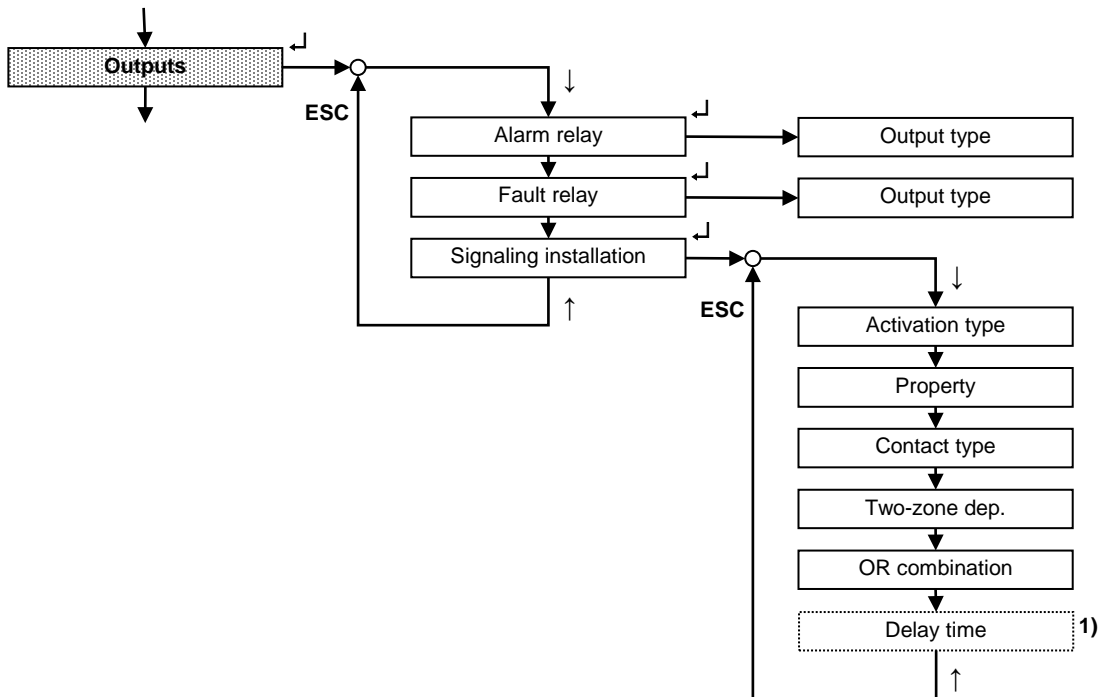 Outputs ↵
ESC
↓
Alarm relay ↵
Output type
Fault relay ↵
Output type
Signaling installation ↵
↑
ESC
↓
Activation type
Property
Contact type
Two-zone dep.
OR combination
Delay time 1)
↑